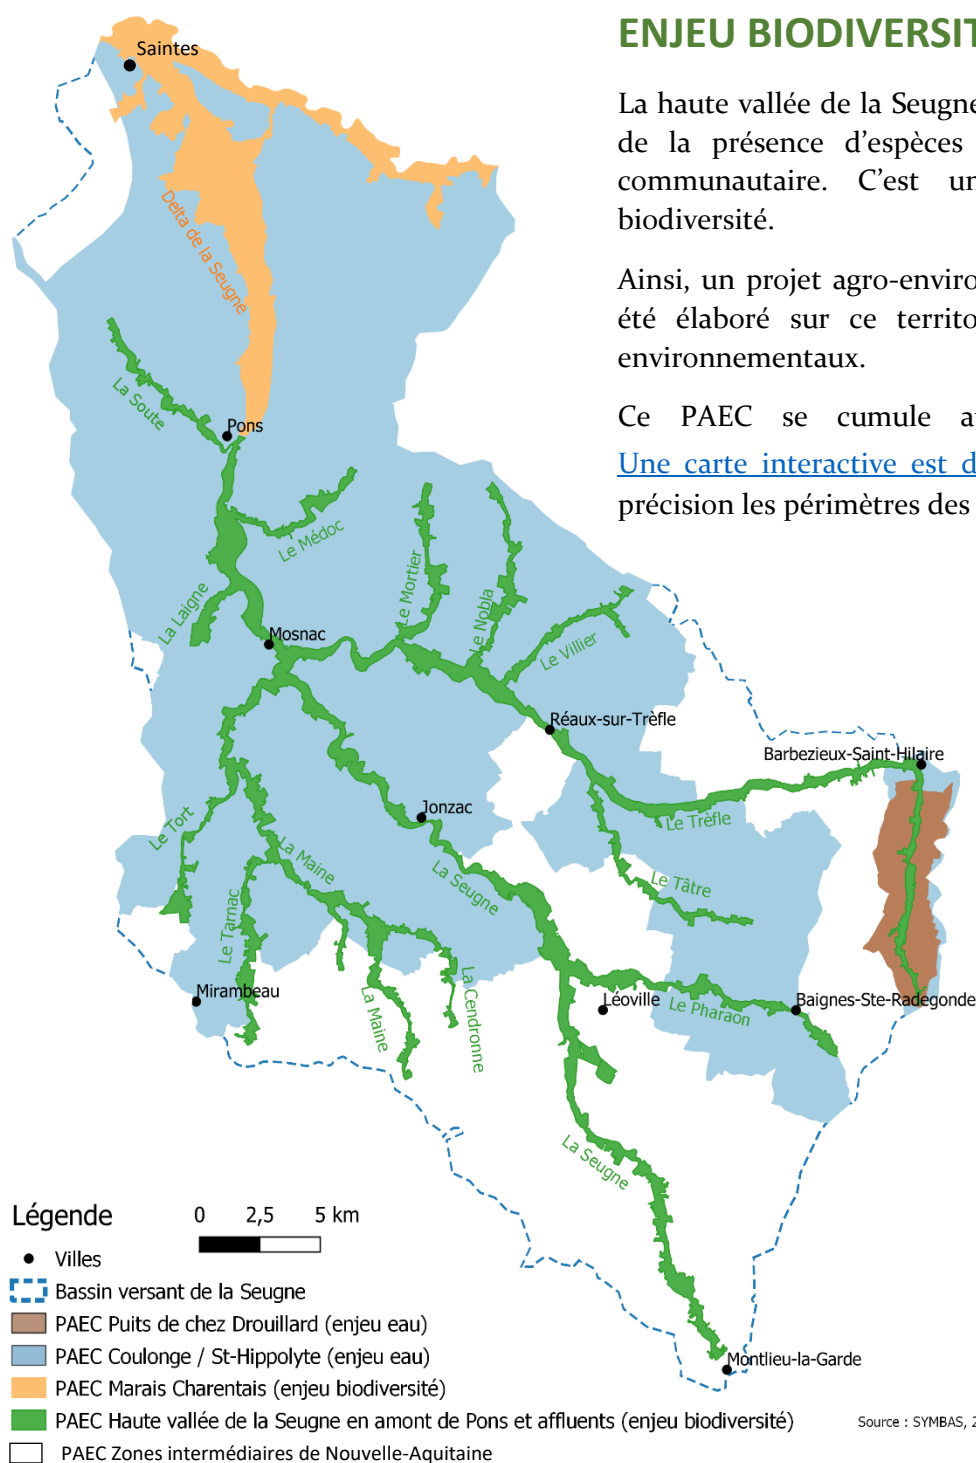 ENJEU BIODIVERSIT
La haute vallée de la Seugne
de la présence d'espèces
communautaire. C'est un
biodiversité.
Ainsi, un projet agro-enviro
été élaboré sur ce territo
environnementaux.
Ce PAEC se cumule a
Une carte interactive est d
précision les périmètres des
Saintes
Delta de la Seugne
La Soute
Pons
Le Médoc
La Laigne
Le Mortier
Le Nobla
Le Villier
Mosnac
Réaux-sur-Trèfle
Barbezieux-Saint-Hilaire
Le Trèfle
Jonzac
Le Tort
La Maine
La Seugne
Le Tâtre
Le Tarnac
Mirambeau
La Maine
La Cendronne
Léoville
Le Pharaon
Baignes-Ste-Radegonde
La Seugne
Montlieu-la-Garde
Légende
0 2,5 5 km
Villes
Bassin versant de la Seugne
PAEC Puits de chez Drouillard (enjeu eau)
PAEC Coulonge / St-Hippolyte (enjeu eau)
PAEC Marais Charentais (enjeu biodiversité)
PAEC Haute vallée de la Seugne en amont de Pons et affluents (enjeu biodiversité)
Source : SYMBAS, 2
PAEC Zones intermédiaires de Nouvelle-Aquitaine